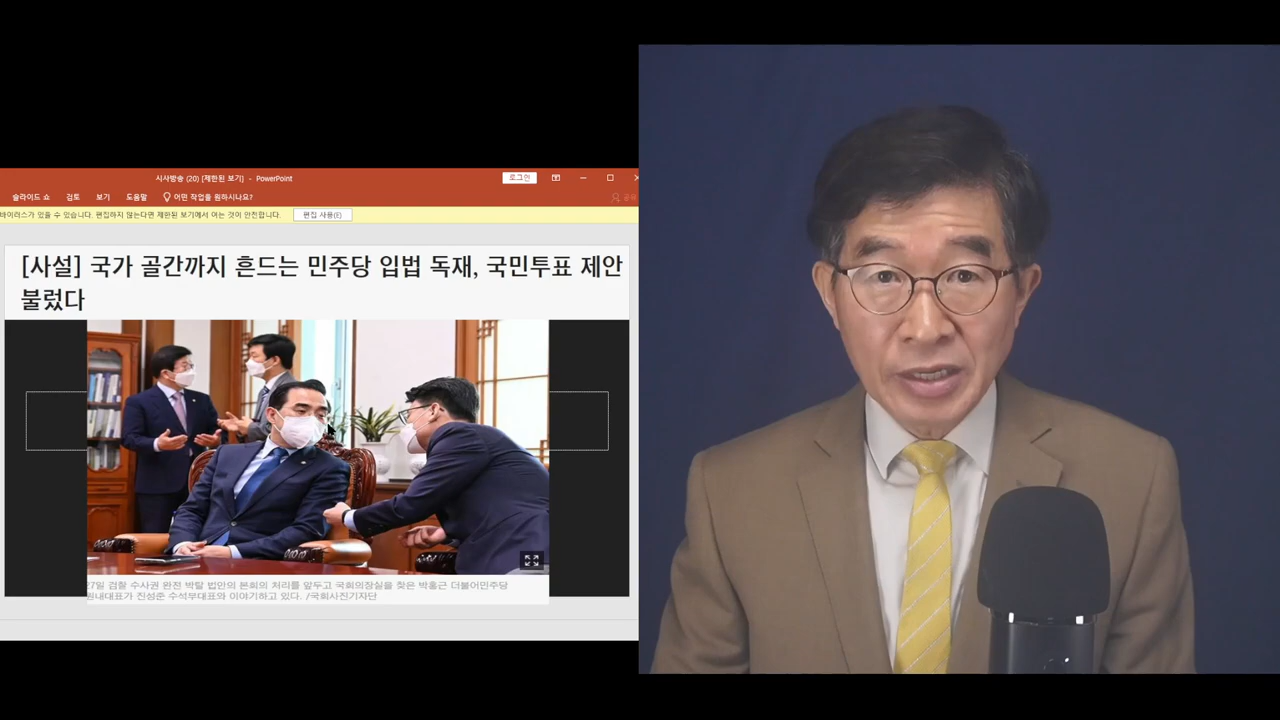 시사방송 (20) [제한된 보기] - PowerPoint
로그인
슬라이드 쇼 검토 보기 도움말 어떤 작업을 원하시나요?
바이러스가 있을 수 있습니다. 편집하지 않는다면 제한된 보기에서 여는 것이 안전합니다. 편집 사용(E)
[사설] 국가 골간까지 흔드는 민주당 입법 독재, 국민투표 제안
불렀다
27일 검찰 수사권 완전 박탈 법안의 본회의 처리를 앞두고 국회의장실을 찾은 박홍근 더불어민주당
원내대표가 진성준 수석부대표와 이야기하고 있다. /국회사진기자단